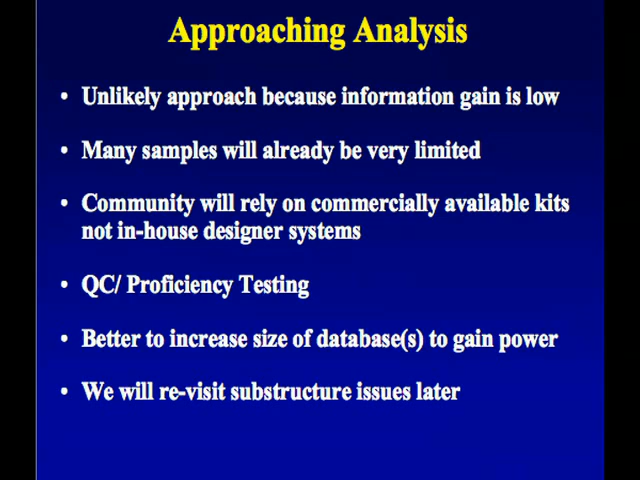 Approaching Analysis
• Unlikely approach because information gain is low
• Many samples will already be very limited
• Community will rely on commercially available kits
not in-house designer systems
• QC/ Proficiency Testing
• Better to increase size of database(s) to gain power
• We will re-visit substructure issues later